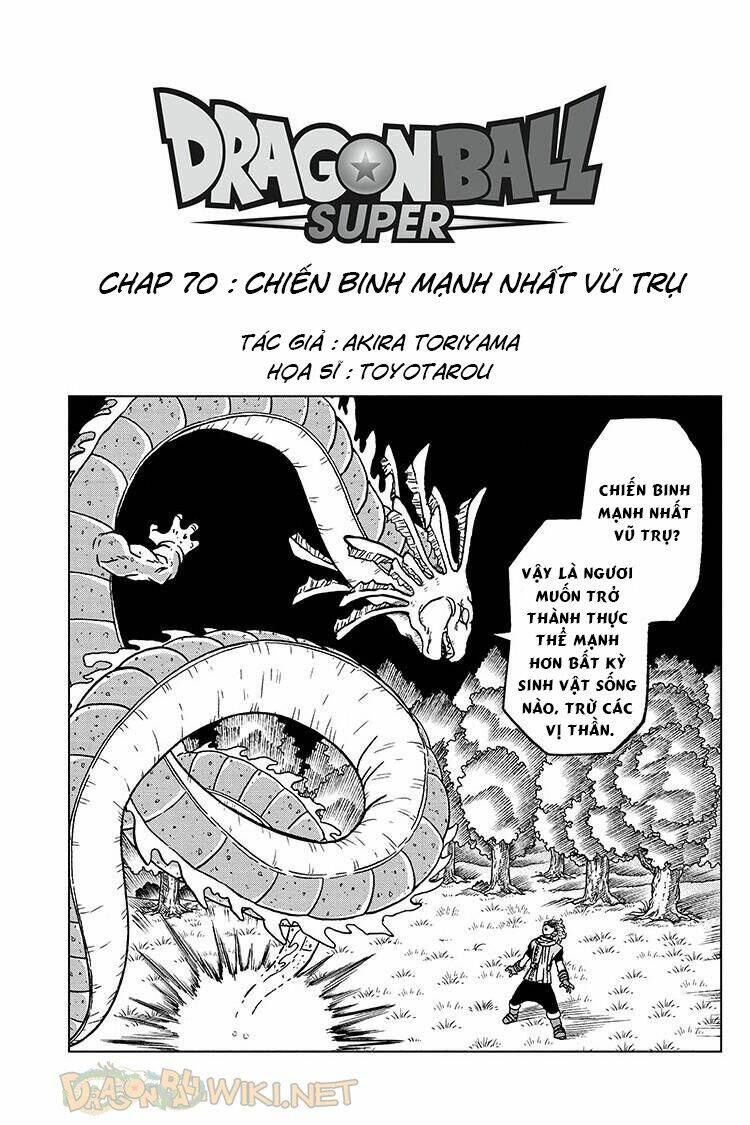 DRAGON BALL
SUPER
CHAP 70 : CHIẾN BINH MẠNH NHẤT VŨ TRỤ
TÁC GIẢ : AKIRA TORIYAMA
HỌA SĨ : TOYOTAROU
CHIẾN BINH
MẠNH NHẤT
VŨ TRỤ?
VẬY LÀ NGƯƠI
MUỐN TRỞ
THÀNH THỰC
THỂ MẠNH
HƠN BẤT KỲ
SINH VẬT SỐNG
NÀO, TRỪ CÁC
VỊ THẦN.
DRAGON BALL WIKI.NET